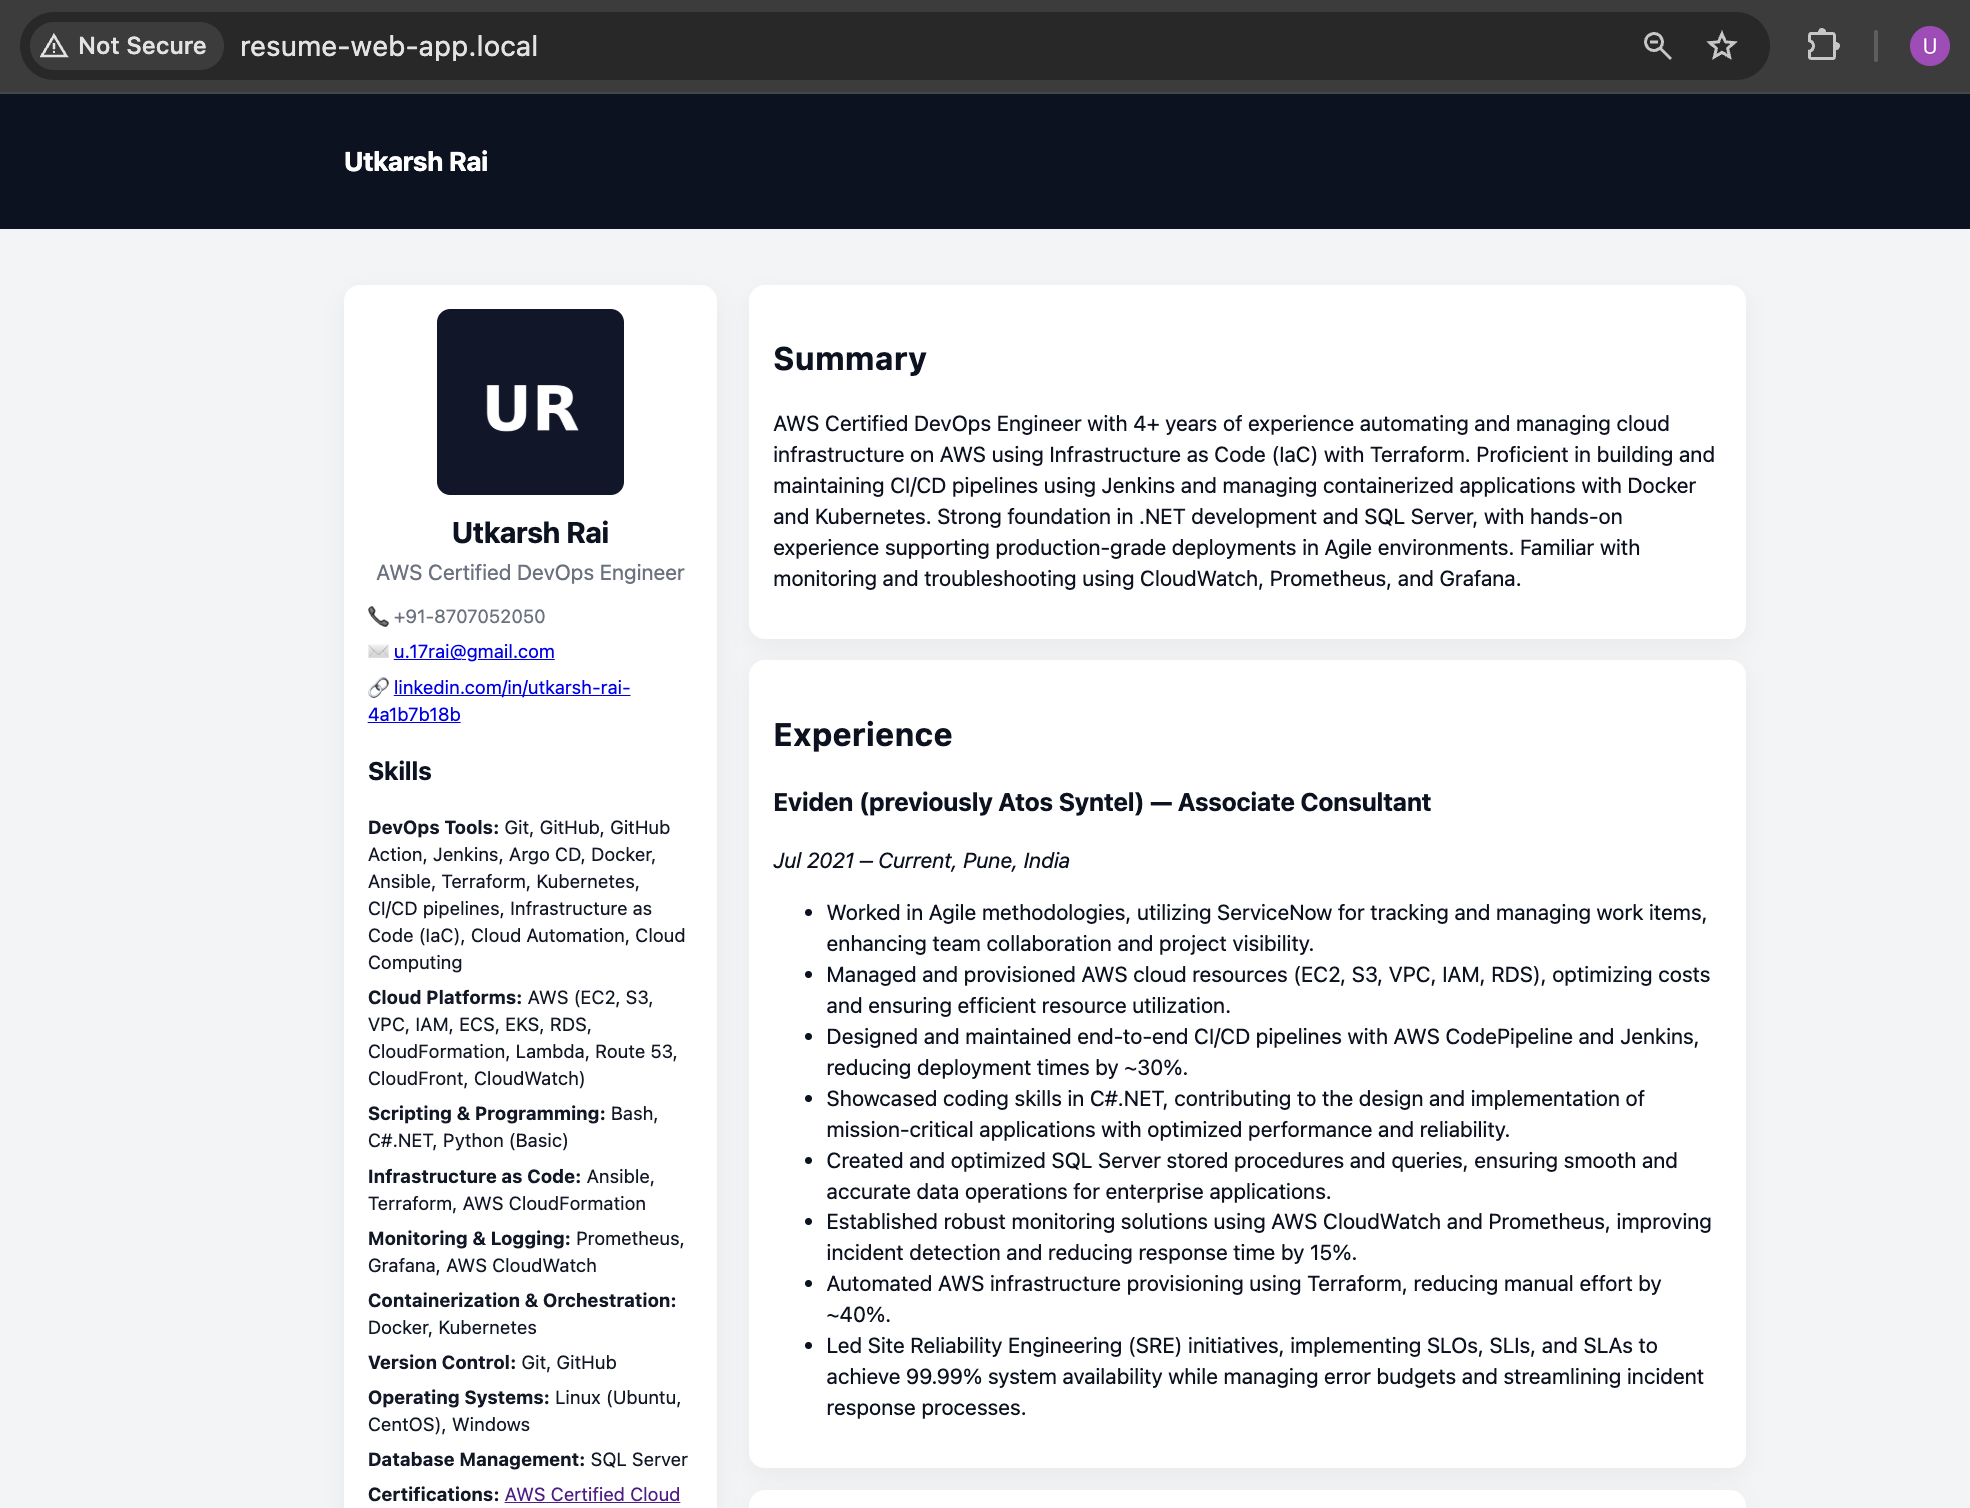 Not Secure resume-web-app.local
U
Utkarsh Rai
UR
Utkarsh Rai
AWS Certified DevOps Engineer
+91-8707052050
u.17rai@gmail.com
linkedin.com/in/utkarsh-rai-
4a1b7b18b
Skills
DevOps Tools: Git, GitHub, GitHub
Action, Jenkins, Argo CD, Docker,
Ansible, Terraform, Kubernetes,
CI/CD pipelines, Infrastructure as
Code (IaC), Cloud Automation, Cloud
Computing
Cloud Platforms: AWS (EC2, S3,
VPC, IAM, ECS, EKS, RDS,
CloudFormation, Lambda, Route 53,
CloudFront, CloudWatch)
Scripting & Programming: Bash,
C#.NET, Python (Basic)
Infrastructure as Code: Ansible,
Terraform, AWS CloudFormation
Monitoring & Logging: Prometheus,
Grafana, AWS CloudWatch
Containerization & Orchestration:
Docker, Kubernetes
Version Control: Git, GitHub
Operating Systems: Linux (Ubuntu,
CentOS), Windows
Database Management: SQL Server
Certifications: AWS Certified Cloud
Summary
AWS Certified DevOps Engineer with 4+ years of experience automating and managing cloud
infrastructure on AWS using Infrastructure as Code (IaC) with Terraform. Proficient in building and
maintaining CI/CD pipelines using Jenkins and managing containerized applications with Docker
and Kubernetes. Strong foundation in .NET development and SQL Server, with hands-on
experience supporting production-grade deployments in Agile environments. Familiar with
monitoring and troubleshooting using CloudWatch, Prometheus, and Grafana.
Experience
Eviden (previously Atos Syntel) — Associate Consultant
Jul 2021 – Current, Pune, India
• Worked in Agile methodologies, utilizing ServiceNow for tracking and managing work items,
enhancing team collaboration and project visibility.
• Managed and provisioned AWS cloud resources (EC2, S3, VPC, IAM, RDS), optimizing costs
and ensuring efficient resource utilization.
• Designed and maintained end-to-end CI/CD pipelines with AWS CodePipeline and Jenkins,
reducing deployment times by ~30%.
• Showcased coding skills in C#.NET, contributing to the design and implementation of
mission-critical applications with optimized performance and reliability.
• Created and optimized SQL Server stored procedures and queries, ensuring smooth and
accurate data operations for enterprise applications.
• Established robust monitoring solutions using AWS CloudWatch and Prometheus, improving
incident detection and reducing response time by 15%.
• Automated AWS infrastructure provisioning using Terraform, reducing manual effort by
~40%.
• Led Site Reliability Engineering (SRE) initiatives, implementing SLOs, SLIs, and SLAs to
achieve 99.99% system availability while managing error budgets and streamlining incident
response processes.